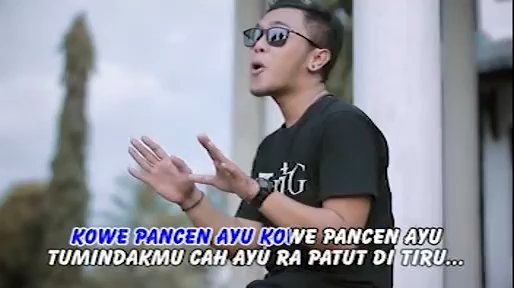 KOWE PANCEN AYU KOWE PANCEN AYU
TUMINDAKMU CAH AYU RA PATUT DI TIRU...